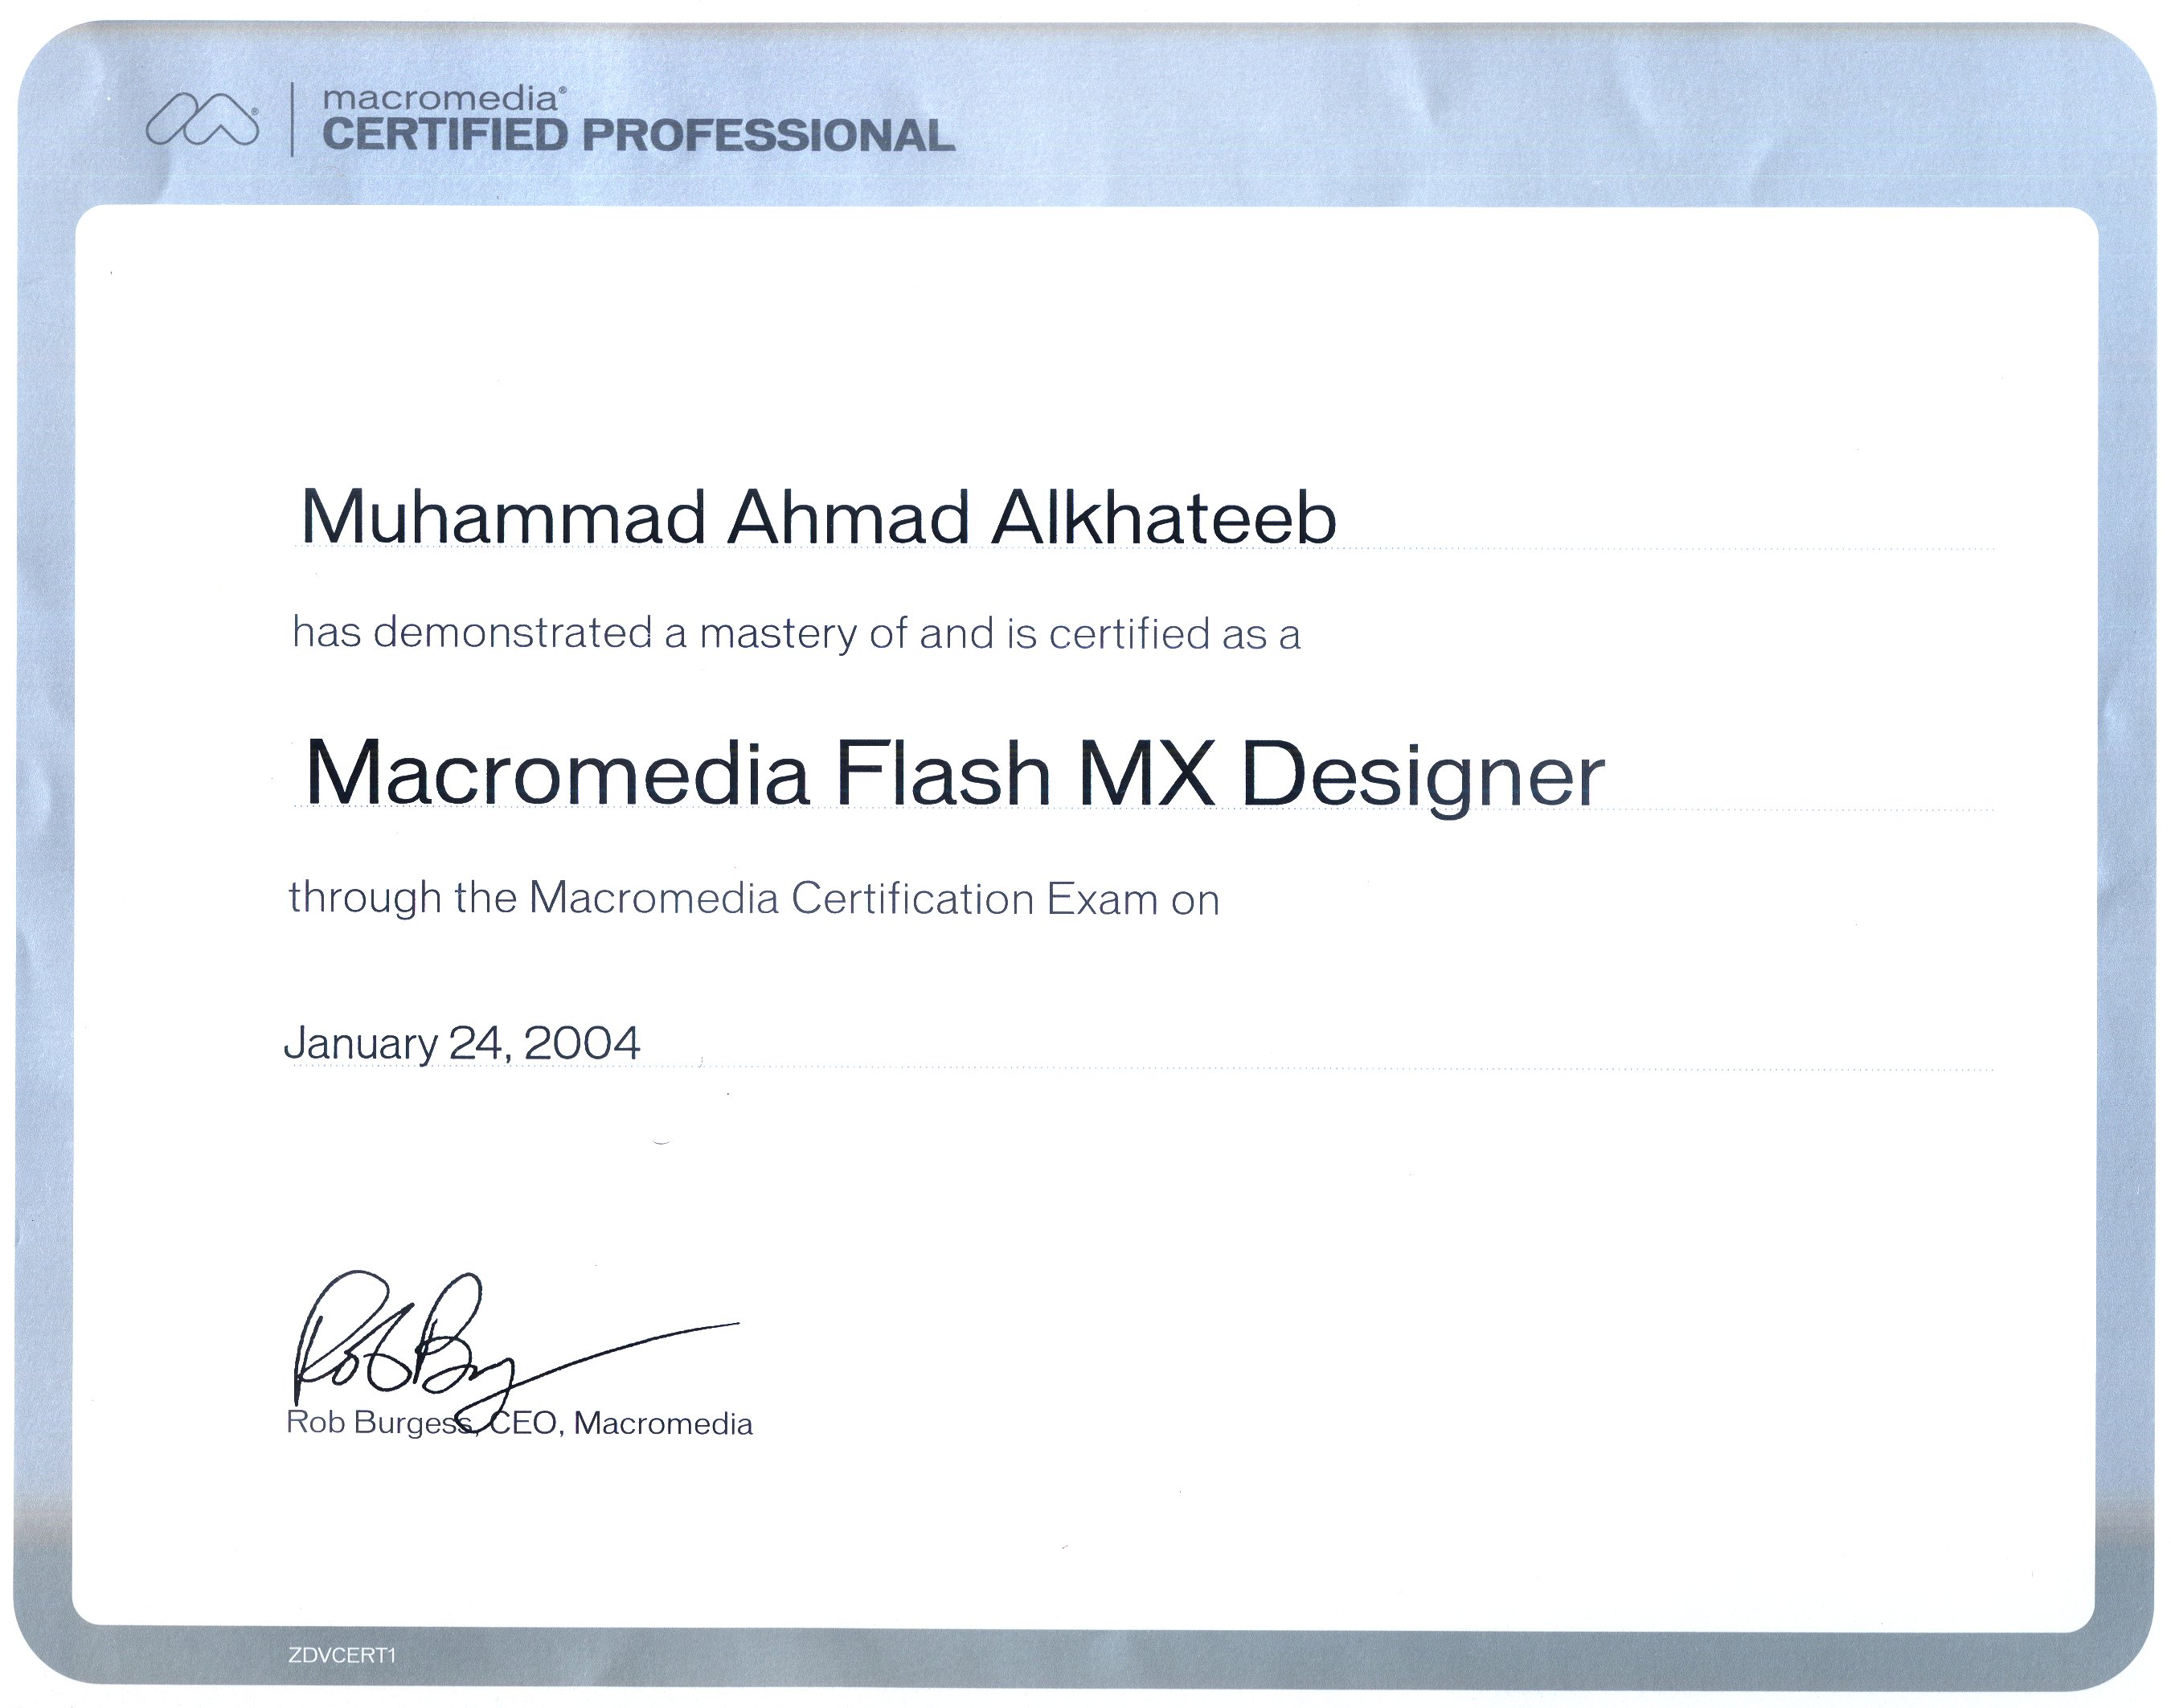 macromedia®
CERTIFIED PROFESSIONAL
Muhammad Ahmad Alkhateeb
has demonstrated a mastery of and is certified as a
Macromedia Flash MX Designer
through the Macromedia Certification Exam on
January 24, 2004
Rob Burgess, CEO, Macromedia
ZDVCERT1